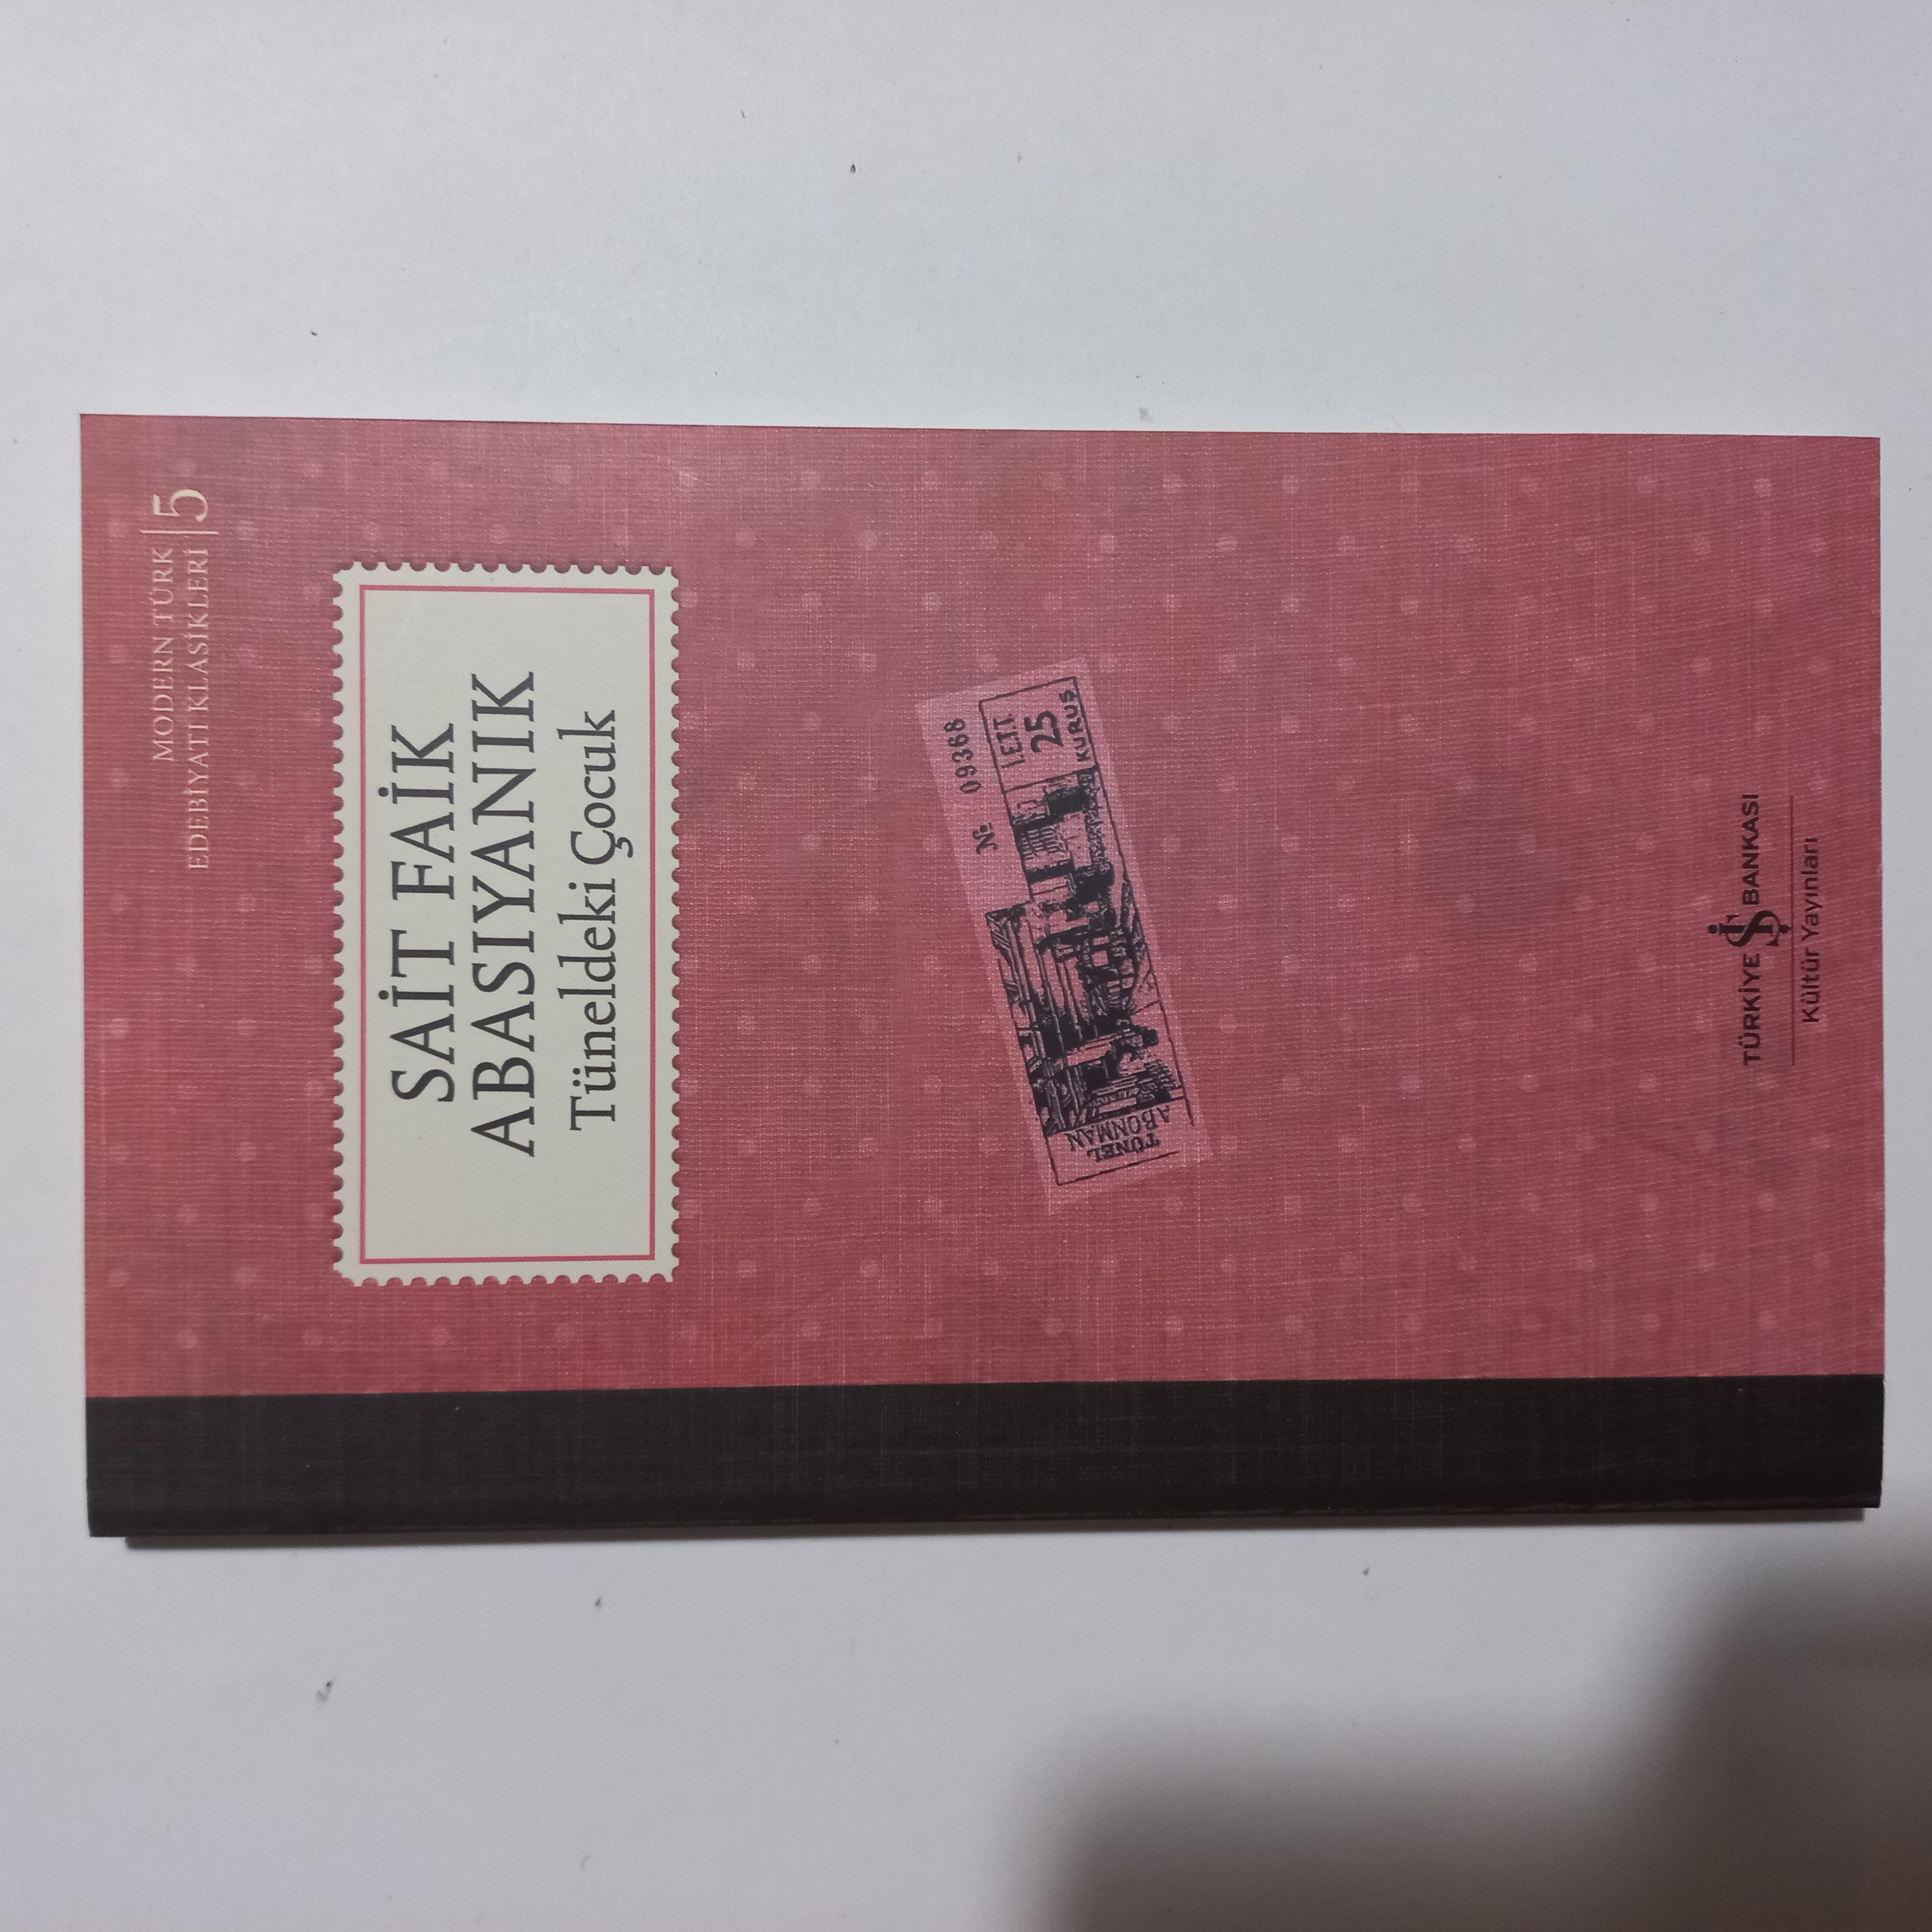 MODERN TÜRK
EDEBİYATI KLASİKLERİ
5
SAİT FAİK
ABASIYANIK
Tüneldeki Çocuk
№ 09368
TÜNEL
ABONMAN
İ.E.T.T.
25
KURUŞ
TÜRKİYE İŞ BANKASI
Kültür Yayınları